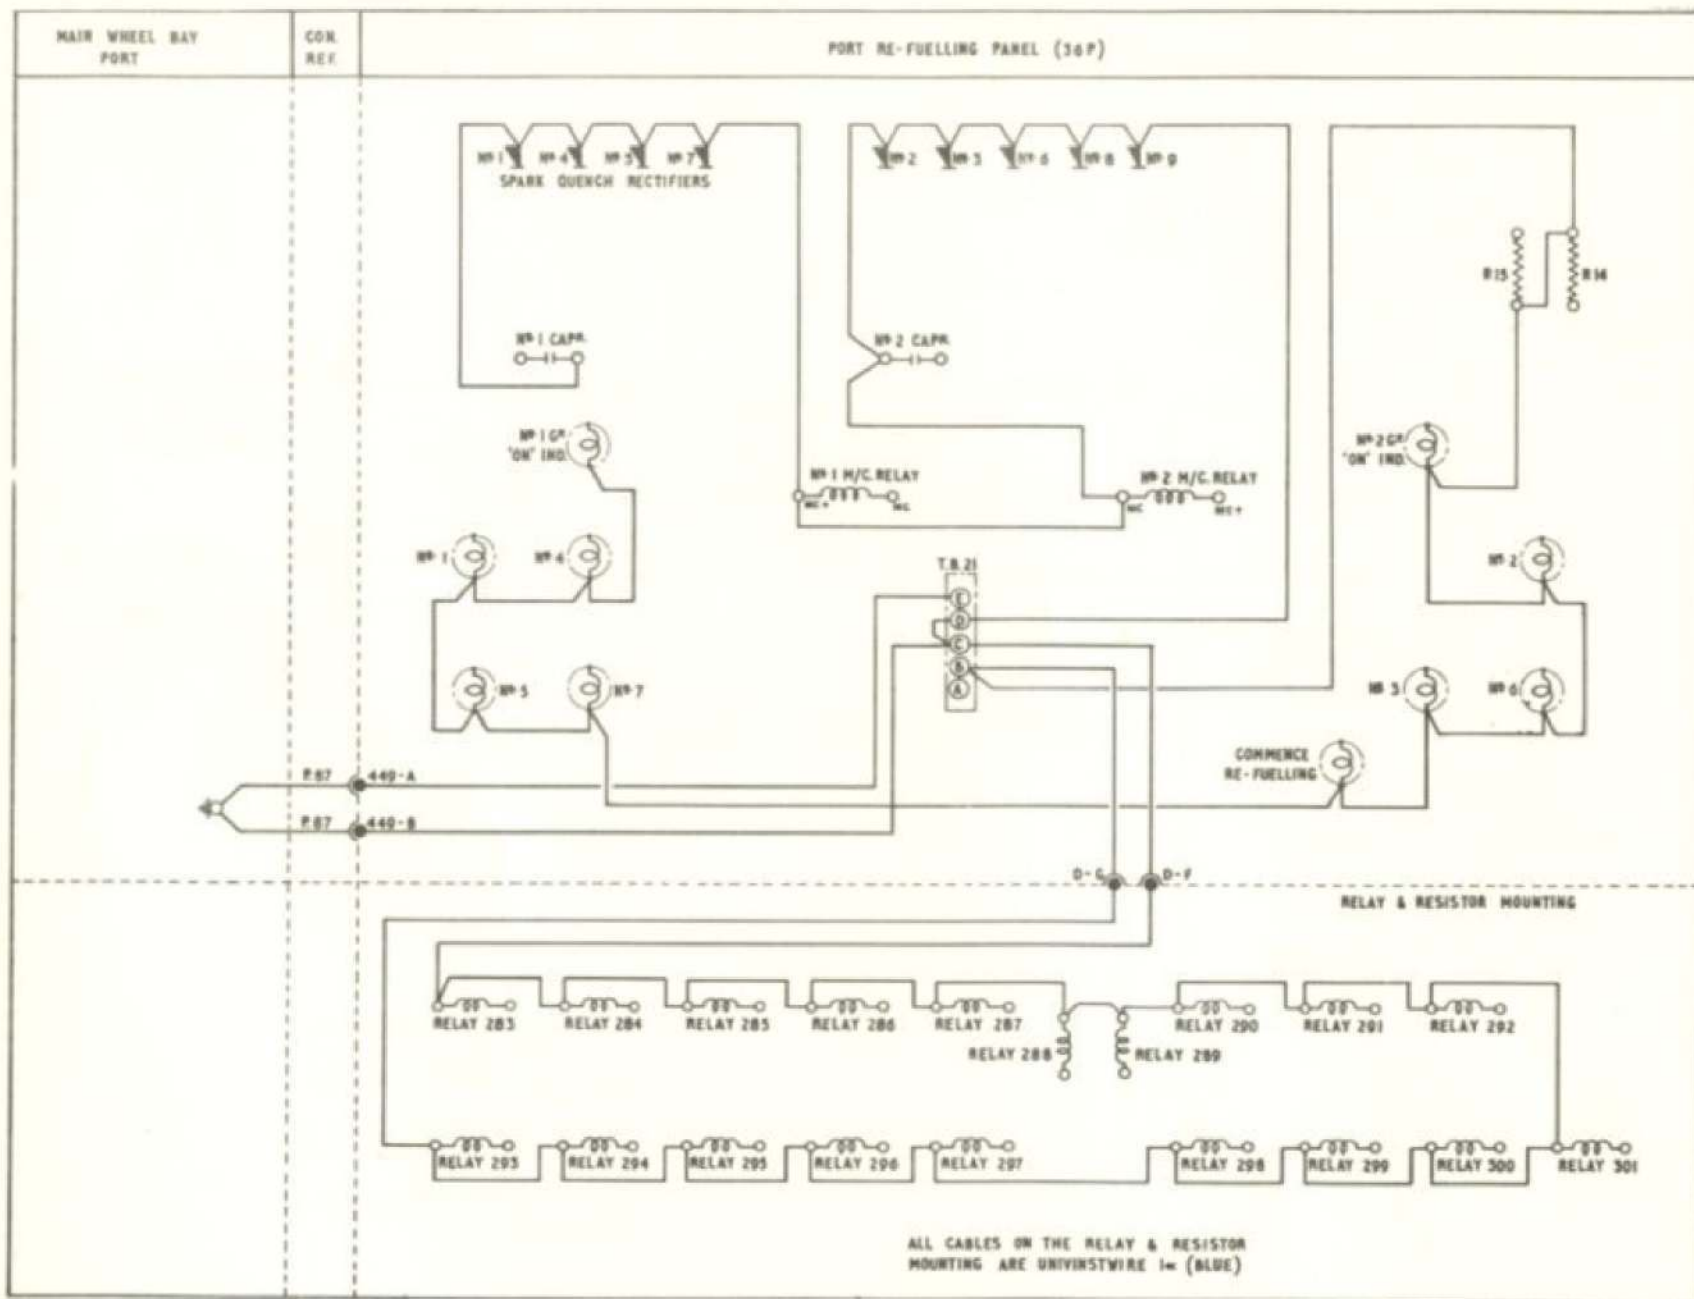 MAIR WHEEL BAY
PORT
CON.
REF.
PORT RE-FUELLING PANEL (36P)
Nº 1
Nº 4
Nº 5
Nº 7
SPARK QUENCH RECTIFIERS
Nº 2
Nº 3
Nº 6
Nº 8
Nº 9
R15
R14
Nº 1 CAPR.
Nº 2 CAPR.
Nº 1 GP.
'ON' IND.
Nº 2 GP.
'ON' IND.
Nº 1 M/C. RELAY
Nº 2 M/C. RELAY
MC +
MC
MC
MC +
Nº 1
Nº 4
Nº 2
T.B.21
E
D
C
B
A
Nº 5
Nº 7
Nº 3
Nº 6
COMMENCE
RE-FUELLING
P.87
449-A
P.87
449-B
D-G
D-F
RELAY & RESISTOR MOUNTING
RELAY 283
RELAY 284
RELAY 285
RELAY 286
RELAY 287
RELAY 288
RELAY 289
RELAY 290
RELAY 291
RELAY 292
RELAY 293
RELAY 294
RELAY 295
RELAY 296
RELAY 297
RELAY 298
RELAY 299
RELAY 300
RELAY 301
ALL CABLES ON THE RELAY & RESISTOR
MOUNTING ARE UNIVINSTWIRE (BLUE)